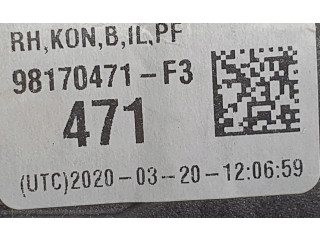 RH,KON,B,IL,PF
98170471-F3
471
(UTC)2020-03-20-12:06:59